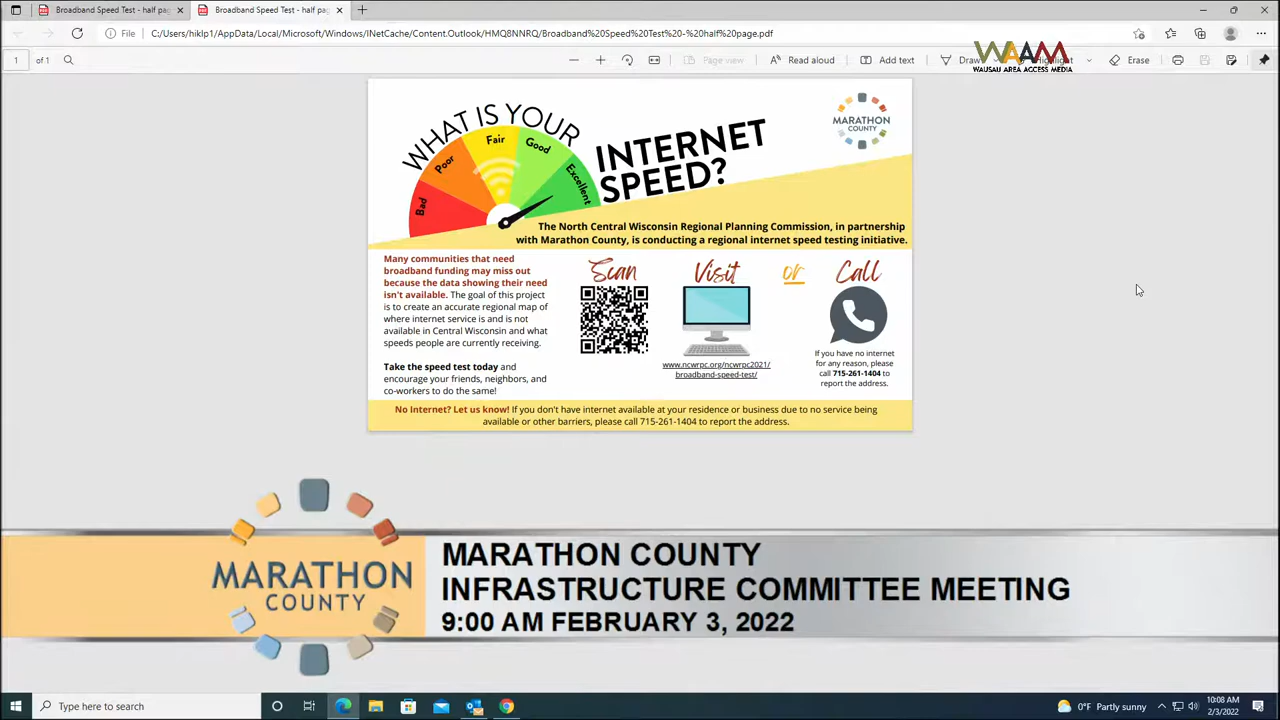 Broadband Speed Test - half pag
Broadband Speed Test - half pag
File
C:/Users/hiklp1/AppData/Local/Microsoft/Windows/INetCache/Content.Outlook/HMQ8NNRQ/Broadband%20Speed%20Test%20-%20half%20page.pdf
1 of 1
Page view
Read aloud
Add text
Draw
Erase
WAAM
WAUSAU AREA ACCESS MEDIA
WHAT IS YOUR
INTERNET
SPEED?
Bad
Poor
Fair
Good
Excellent
MARATHON
COUNTY
The North Central Wisconsin Regional Planning Commission, in partnership
with Marathon County, is conducting a regional internet speed testing initiative.
Many communities that need
broadband funding may miss out
because the data showing their need
isn't available. The goal of this project
is to create an accurate regional map of
where internet service is and is not
available in Central Wisconsin and what
speeds people are currently receiving.
Take the speed test today and
encourage your friends, neighbors, and
co-workers to do the same!
Scan
Visit
or
Call
www.ncwrpc.org/ncwrpc2021/
broadband-speed-test/
If you have no internet
for any reason, please
call 715-261-1404 to
report the address.
No Internet? Let us know! If you don't have internet available at your residence or business due to no service being
available or other barriers, please call 715-261-1404 to report the address.
MARATHON
COUNTY
MARATHON COUNTY
INFRASTRUCTURE COMMITTEE MEETING
9:00 AM FEBRUARY 3, 2022
Type here to search
0°F Partly sunny
10:08 AM
2/3/2022